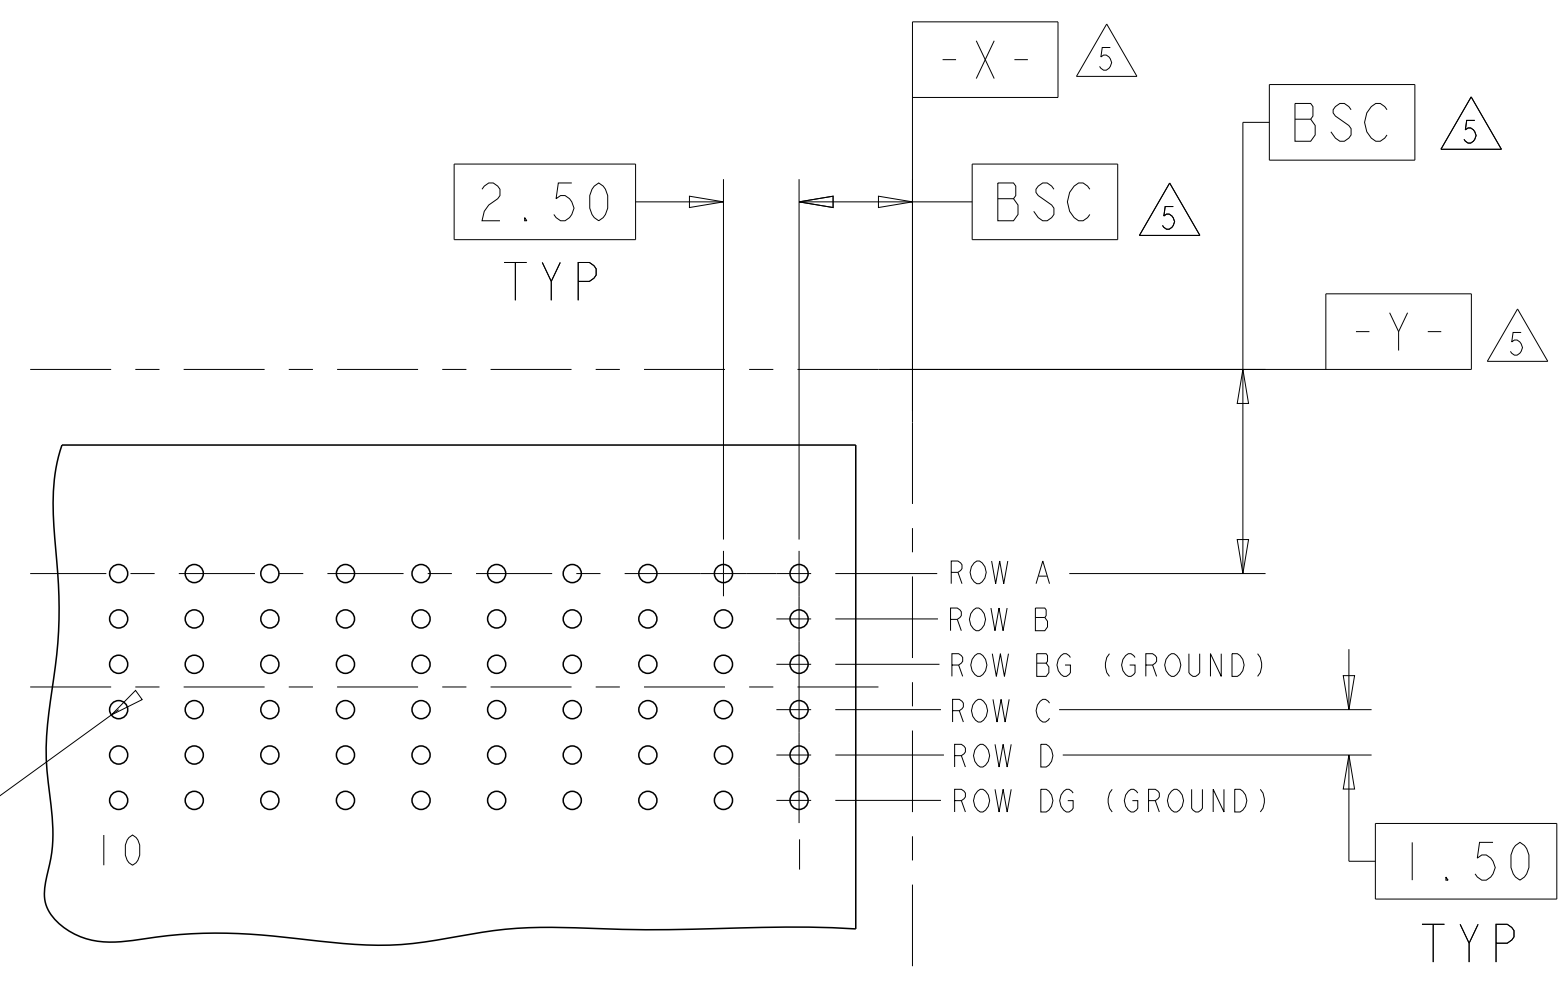 -X- 5
BSC 5
2.50
TYP
BSC 5
-Y- 5
ROW A
ROW B
ROW BG (GROUND)
ROW C
ROW D
ROW DG (GROUND)
10
1
1.50
TYP